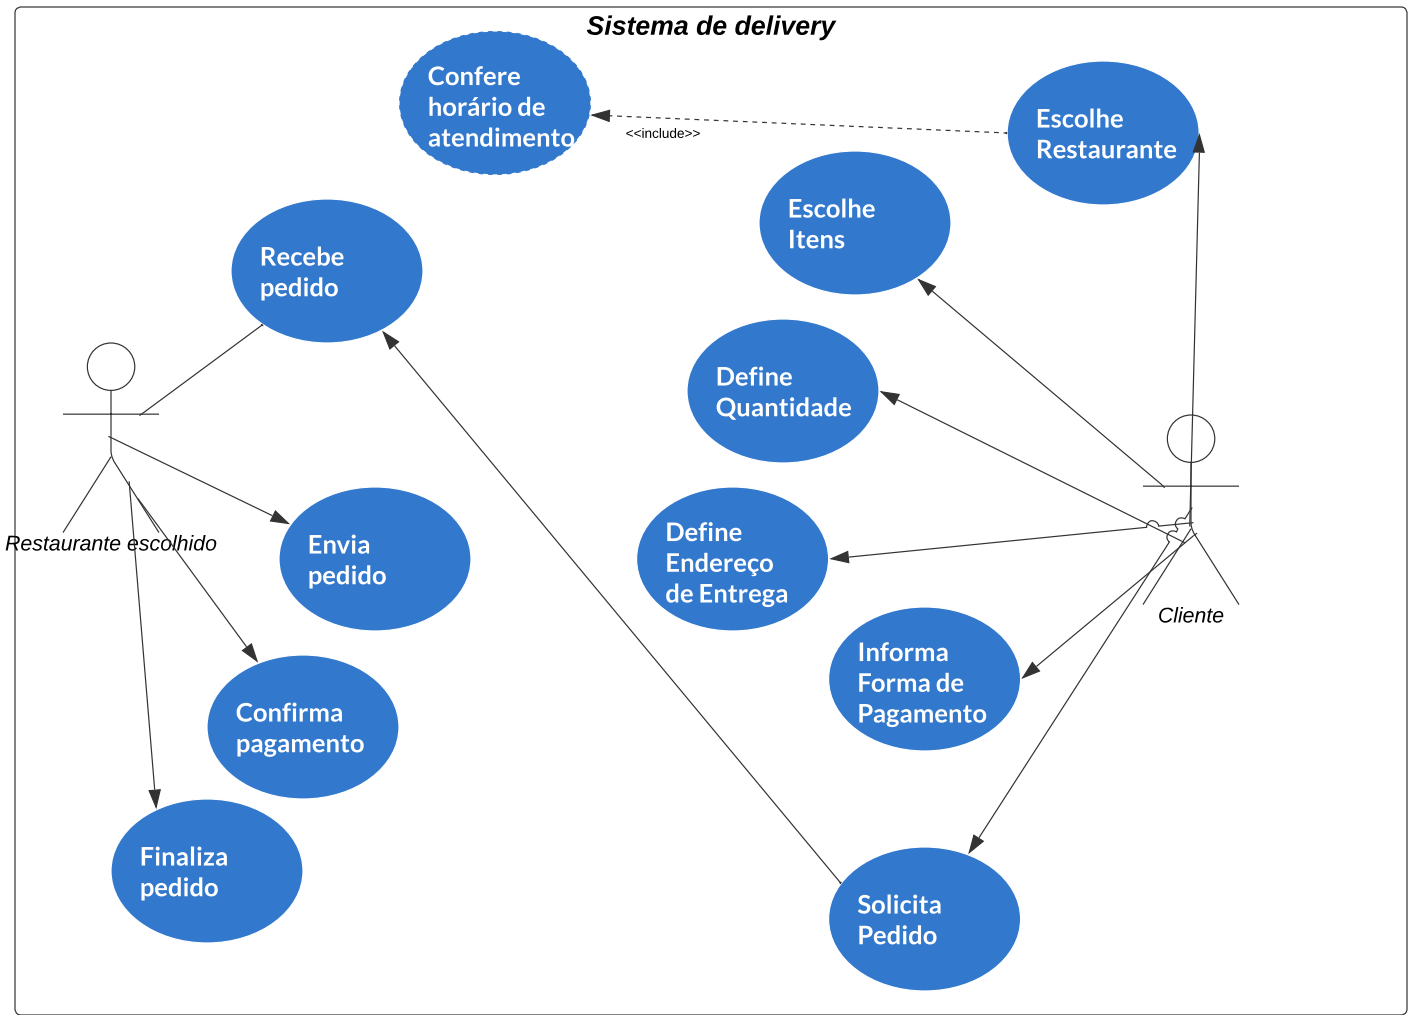 Sistema de delivery
Confere
horário de
atendimento
<<include>>
Escolhe
Restaurante
Escolhe
Itens
Recebe
pedido
Define
Quantidade
Restaurante escolhido
Envia
pedido
Define
Endereço
de Entrega
Cliente
Informa
Forma de
Pagamento
Confirma
pagamento
Finaliza
pedido
Solicita
Pedido